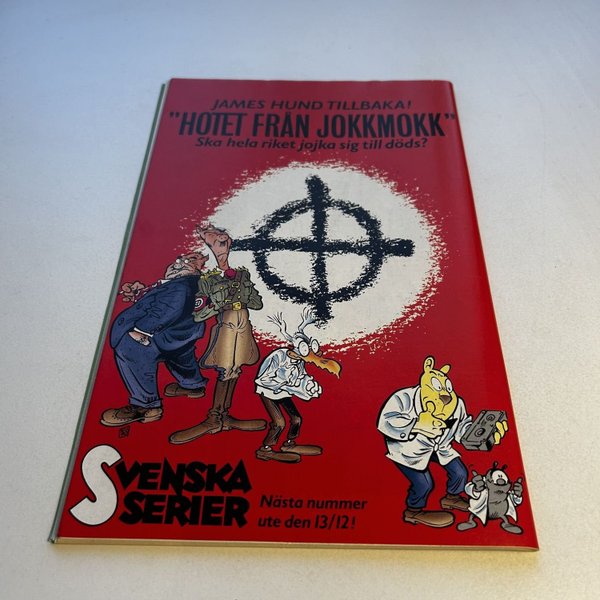 JAMES HUND TILLBAKA!
"HOTET FRÅN JOKKMOKK"
Ska hela riket jojka sig till döds?
SVENSKA
SERIER
Nästa nummer
ute den 13/12!